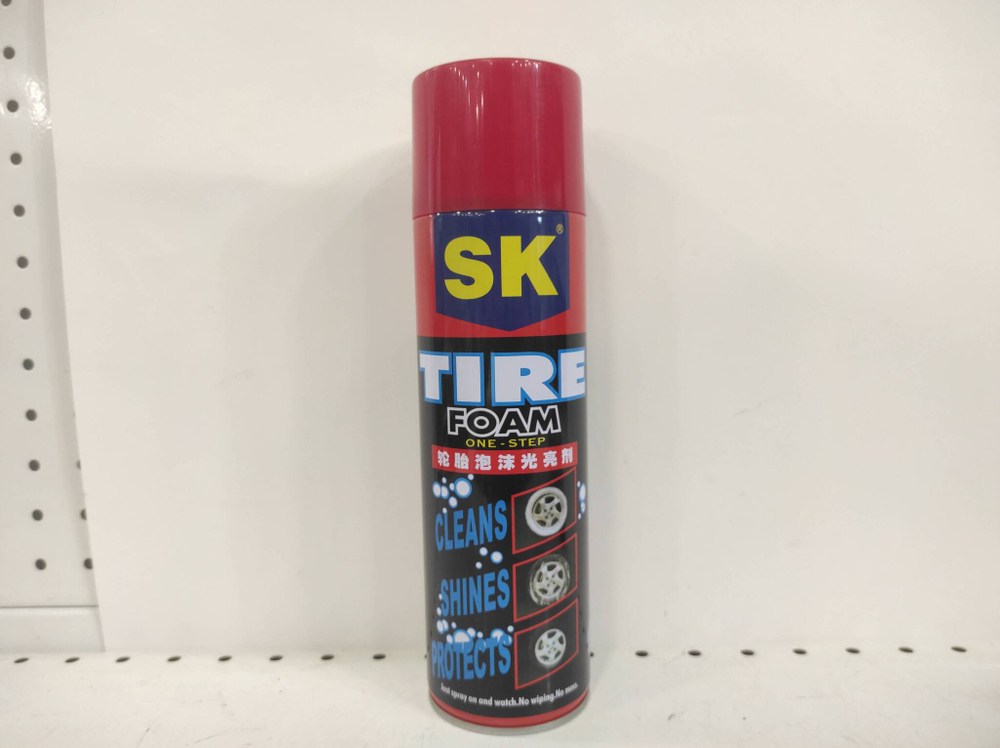 SK®
TIRE
FOAM
ONE-STEP
轮胎泡沫光亮剂
CLEANS
SHINES
PROTECTS
Just spray on and watch.No wiping.No mess.